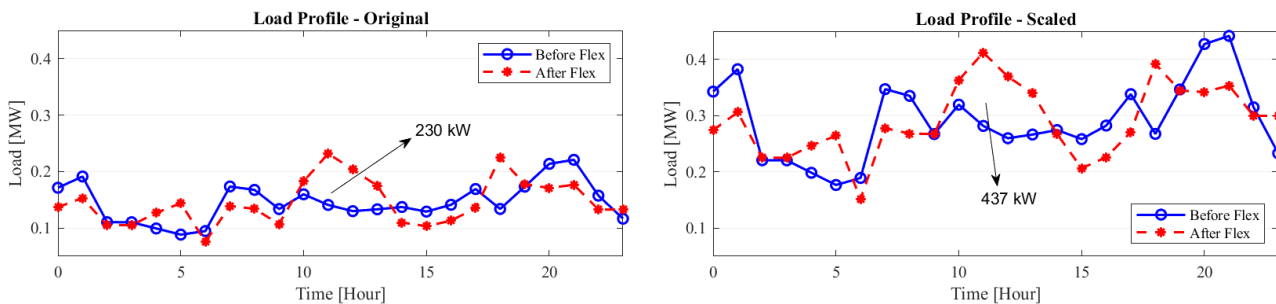 Load Profile - Original
Load [MW]
0.4
0.3
0.2
0.1
Before Flex
After Flex
230 kW
0 5 10 15 20
Time [Hour]
Load Profile - Scaled
Load [MW]
0.4
0.3
0.2
0.1
437 kW
Before Flex
After Flex
0 5 10 15 20
Time [Hour]